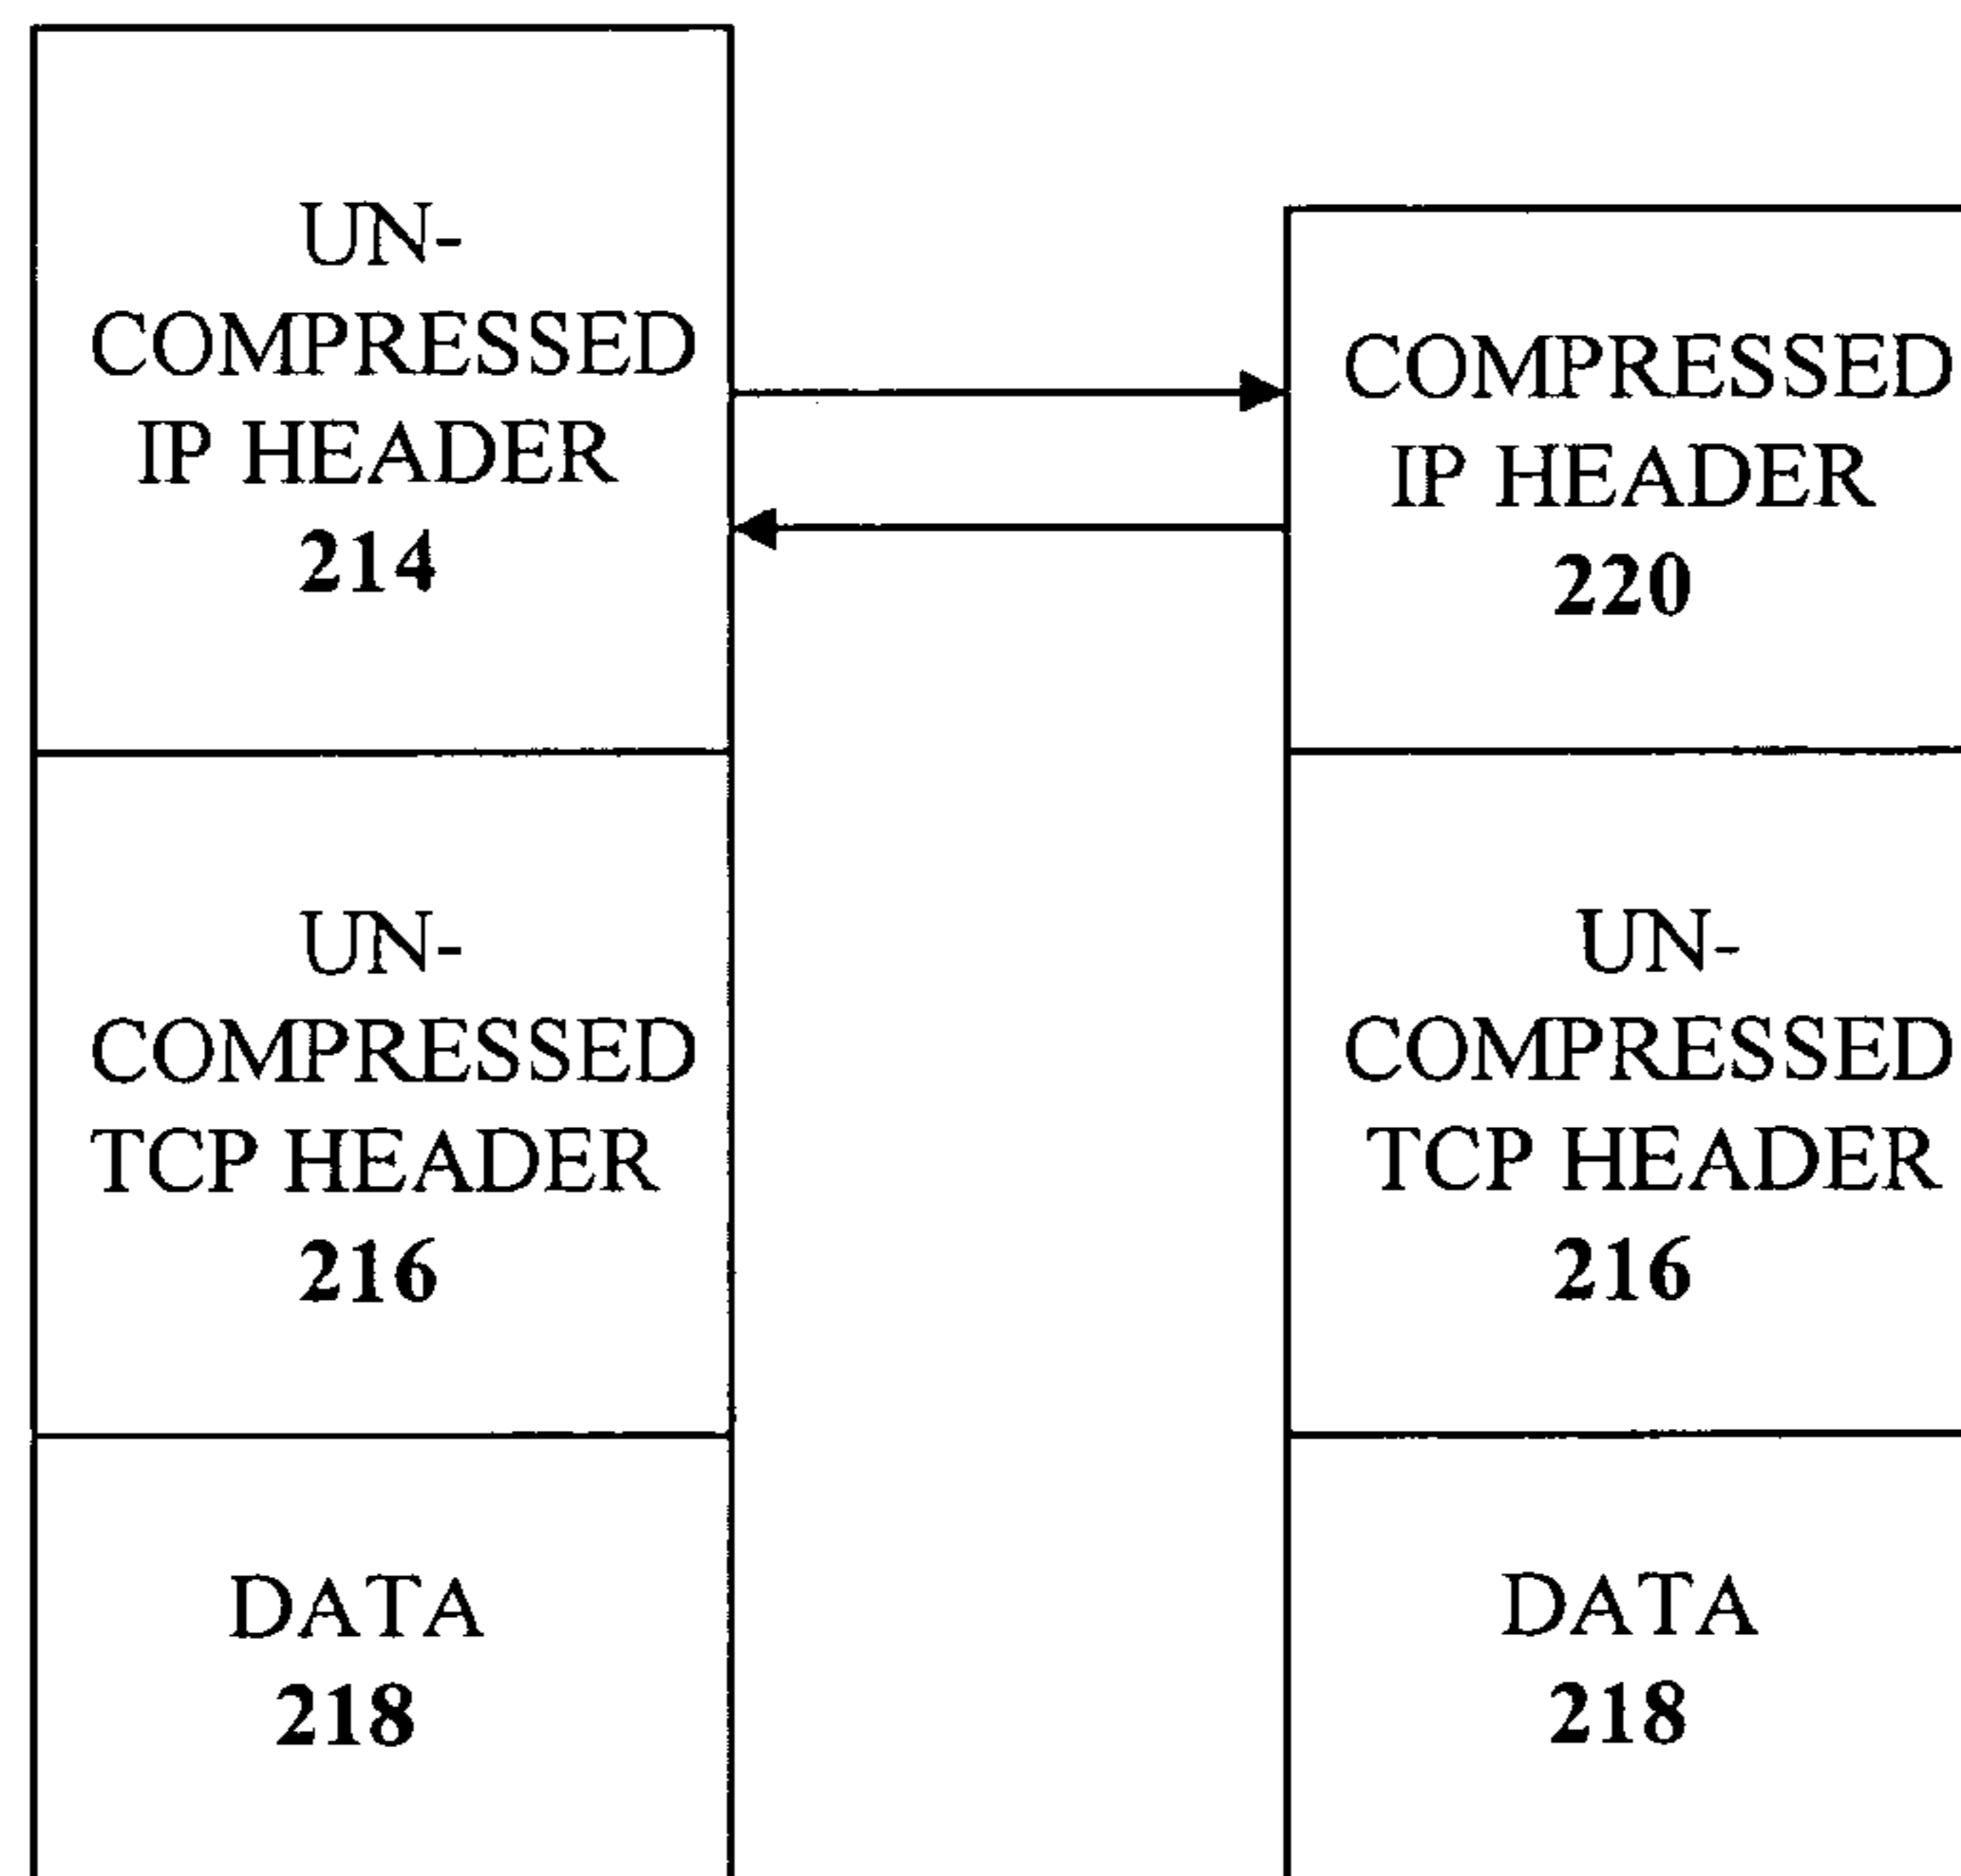 UN-
COMPRESSED
IP HEADER
214
UN-
COMPRESSED
TCP HEADER
216
DATA
218
COMPRESSED
IP HEADER
220
UN-
COMPRESSED
TCP HEADER
216
DATA
218